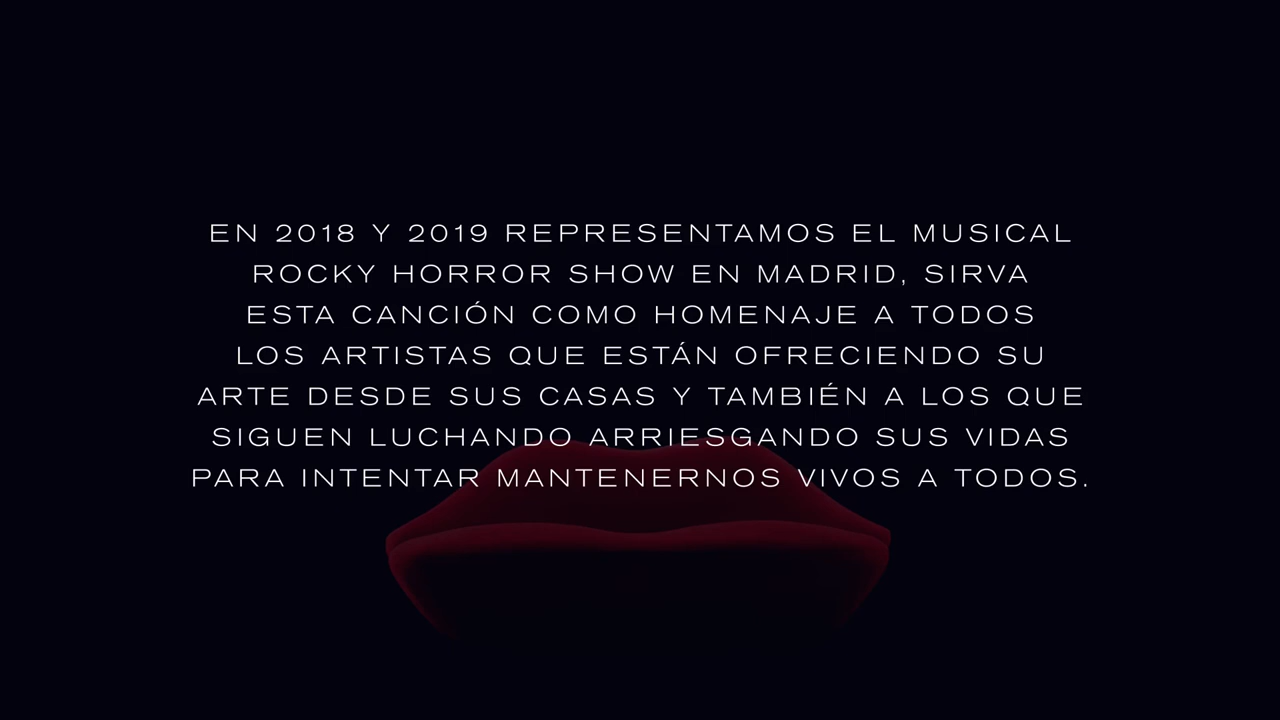 EN 2018 Y 2019 REPRESENTAMOS EL MUSICAL
ROCKY HORROR SHOW EN MADRID, SIRVA
ESTA CANCIÓN COMO HOMENAJE A TODOS
LOS ARTISTAS QUE ESTÁN OFRECIENDO SU
ARTE DESDE SUS CASAS Y TAMBIÉN A LOS QUE
SIGUEN LUCHANDO ARRIESGANDO SUS VIDAS
PARA INTENTAR MANTENERNOS VIVOS A TODOS.